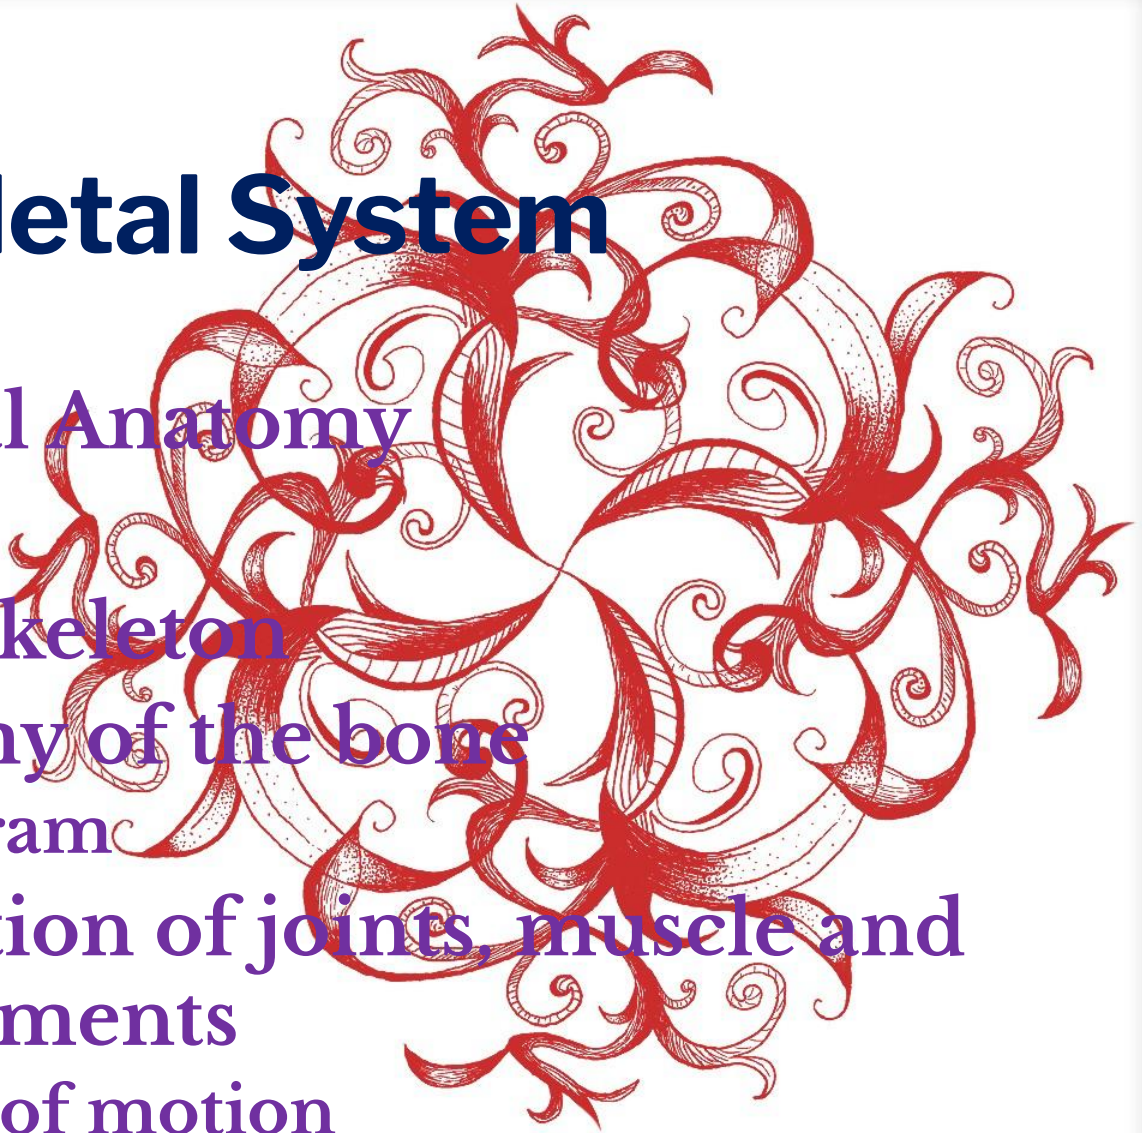 letal System
l Anatomy
keleton
ny of the bone
ram
tion of joints, muscle and
ments
of motion